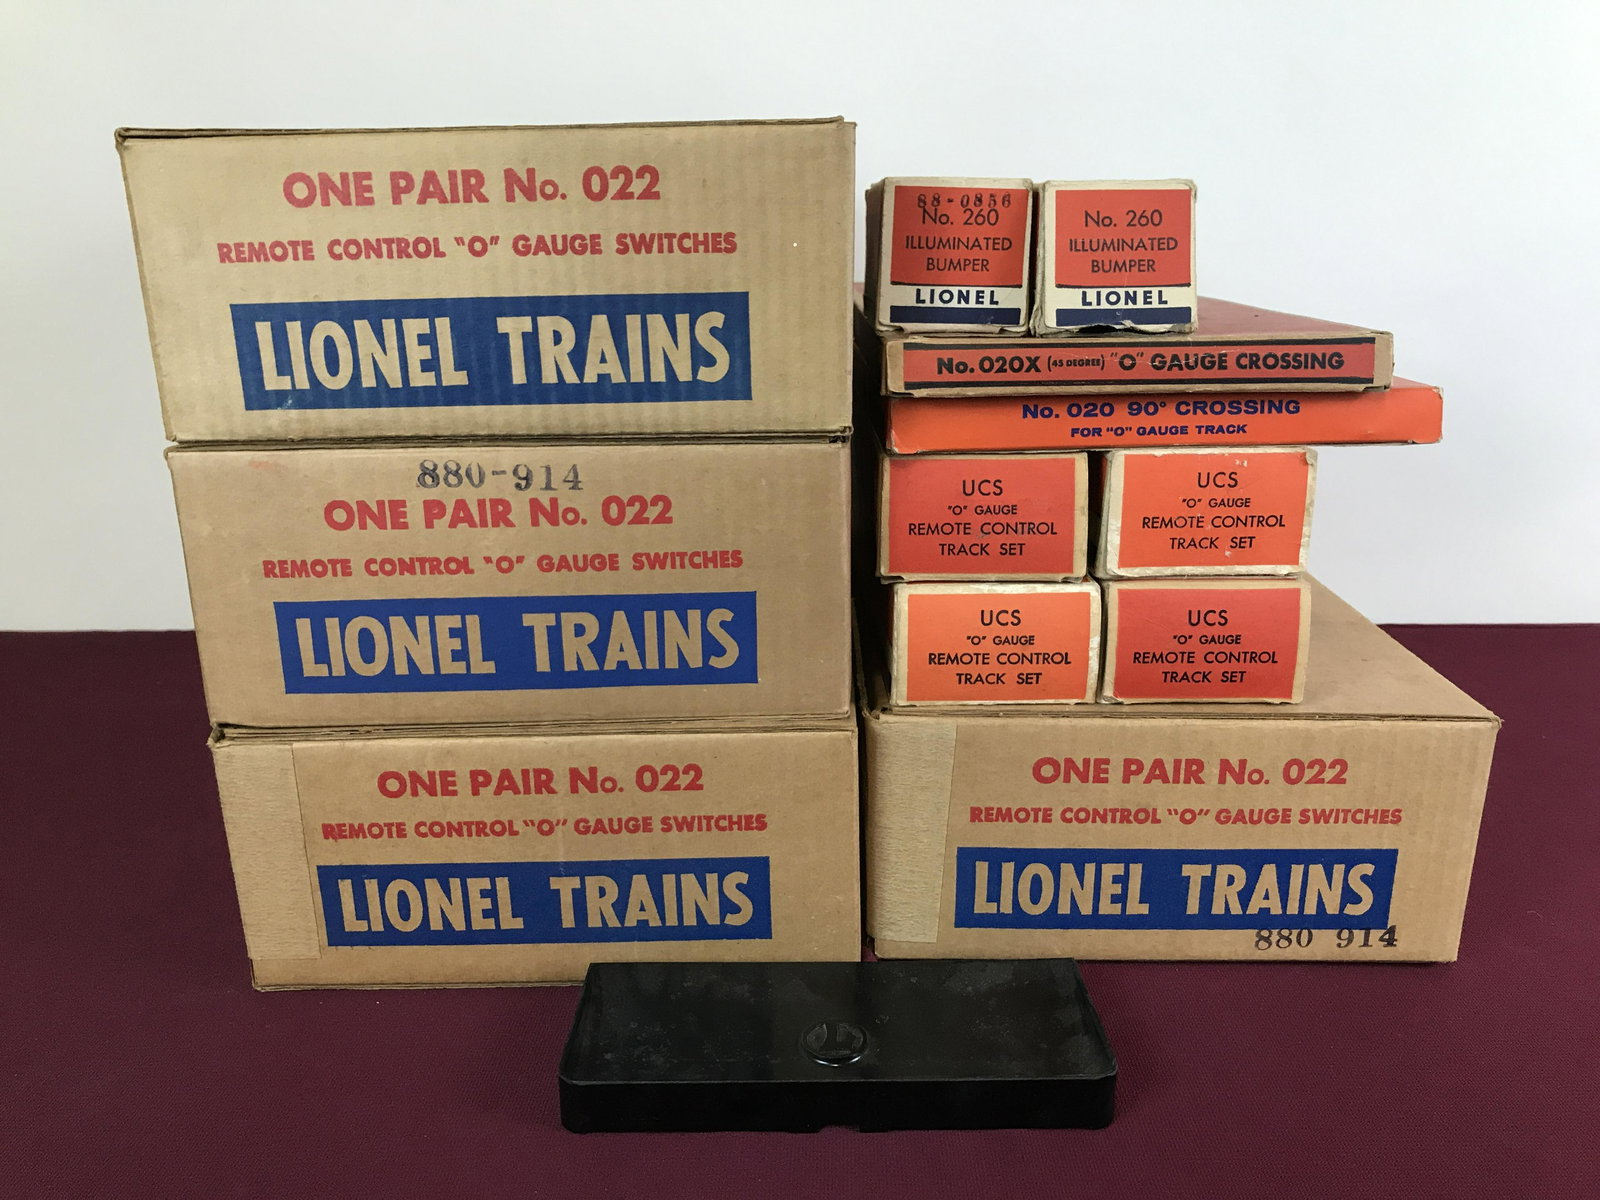 ONE PAIR No. 022
REMOTE CONTROL "O" GAUGE SWITCHES
LIONEL TRAINS
880-914
ONE PAIR No. 022
REMOTE CONTROL "O" GAUGE SWITCHES
LIONEL TRAINS
ONE PAIR No. 022
REMOTE CONTROL "O" GAUGE SWITCHES
LIONEL TRAINS
88-0856
No. 260
ILLUMINATED
BUMPER
LIONEL
No. 260
ILLUMINATED
BUMPER
LIONEL
No. 020X (45 DEGREE) "O" GAUGE CROSSING
No. 020 90° CROSSING
FOR "O" GAUGE TRACK
UCS
"O" GAUGE
REMOTE CONTROL
TRACK SET
UCS
"O" GAUGE
REMOTE CONTROL
TRACK SET
UCS
"O" GAUGE
REMOTE CONTROL
TRACK SET
UCS
"O" GAUGE
REMOTE CONTROL
TRACK SET
ONE PAIR No. 022
REMOTE CONTROL "O" GAUGE SWITCHES
LIONEL TRAINS
880 914
L